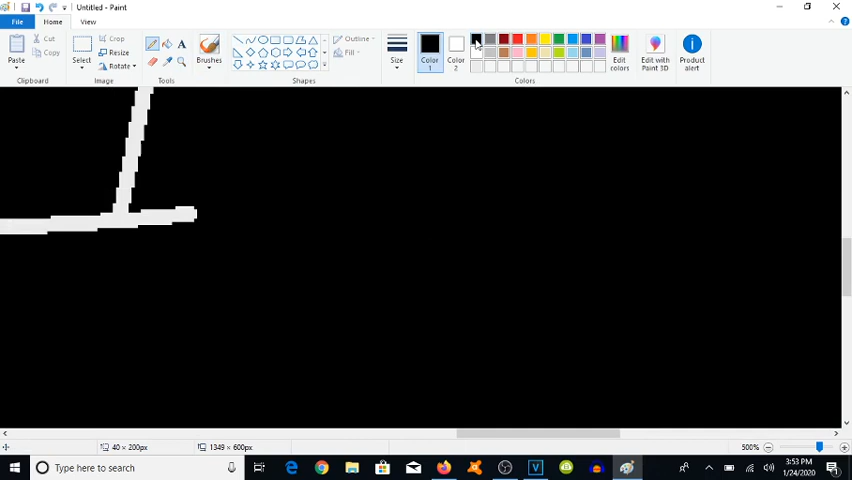 Untitled - Paint
File Home View
Paste Cut Copy Clipboard
Select Crop Resize Rotate Image
A Tools
Brushes
Outline Fill Shapes
Size
Color 1 Color 2 Edit colors Colors
Edit with Paint 3D
Product alert
40 × 200px 1349 × 600px 500%
Type here to search 3:53 PM 1/24/2020